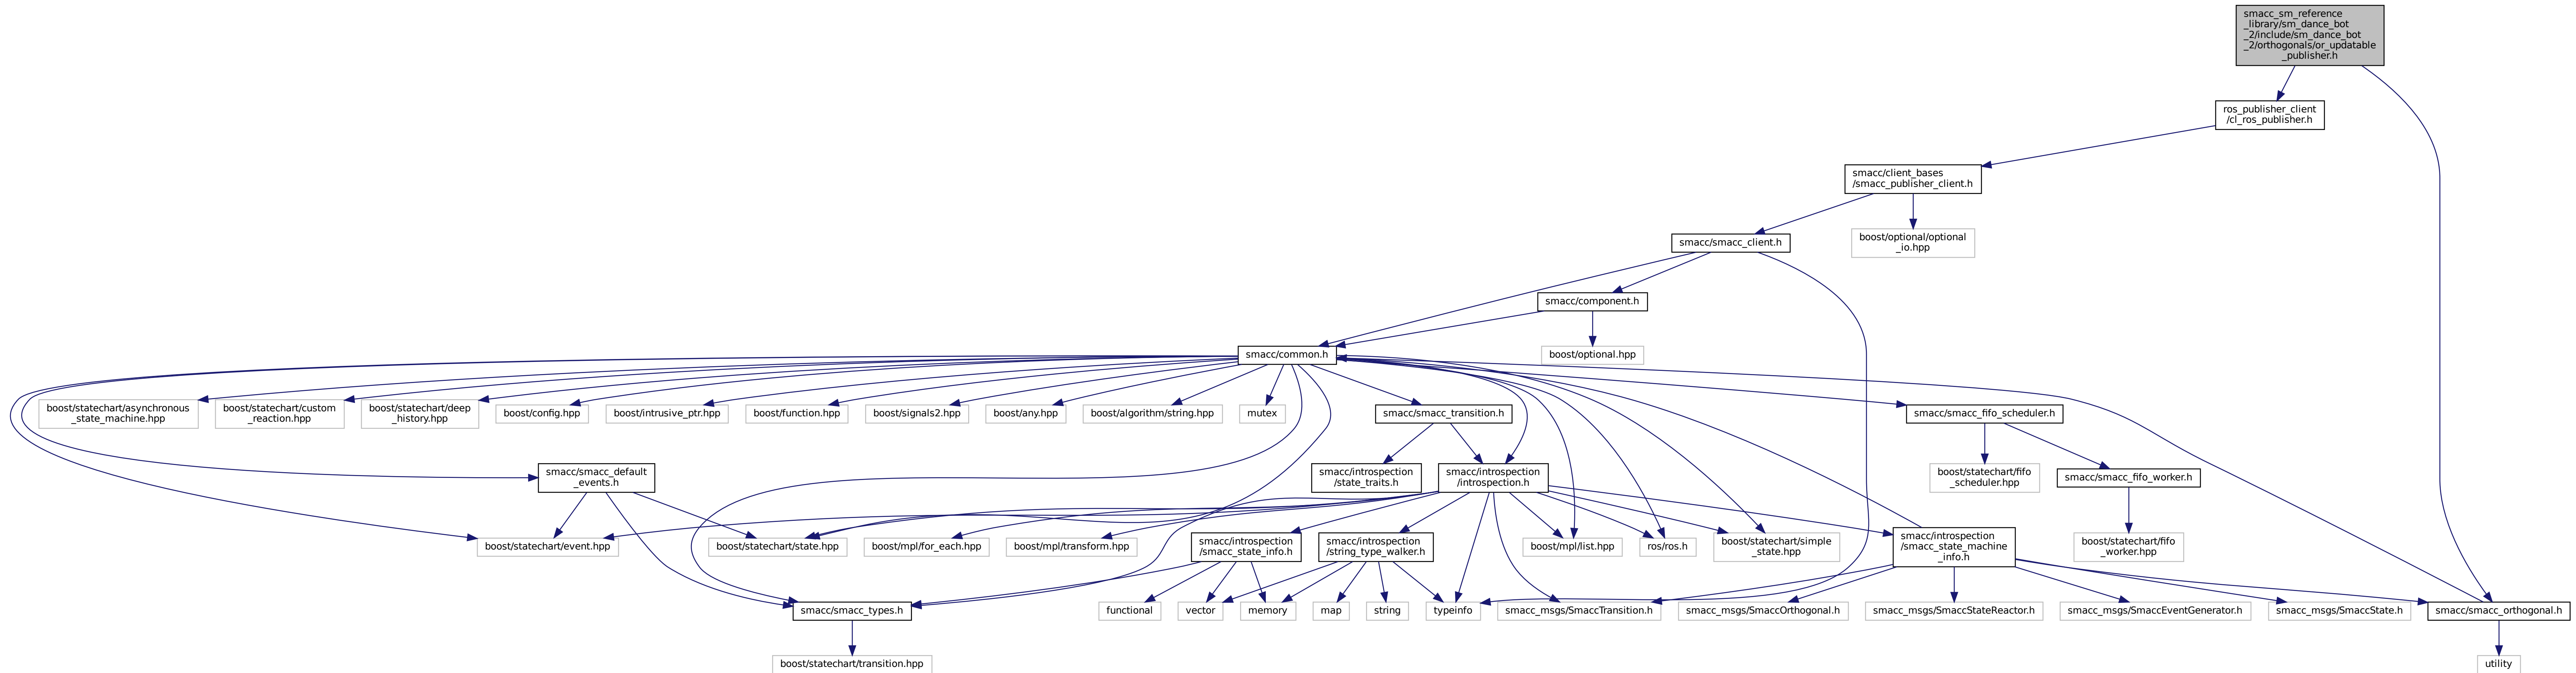 smacc_sm_reference
_library/sm_dance_bot
_2/include/sm_dance_bot
_2/orthogonals/or_updatable
_publisher.h
ros_publisher_client
/cl_ros_publisher.h
smacc/client_bases
/smacc_publisher_client.h
smacc/smacc_client.h
boost/optional/optional
_io.hpp
smacc/component.h
smacc/common.h
boost/optional.hpp
boost/statechart/asynchronous
_state_machine.hpp
boost/statechart/custom
_reaction.hpp
boost/statechart/deep
_history.hpp
boost/config.hpp
boost/intrusive_ptr.hpp
boost/function.hpp
boost/signals2.hpp
boost/any.hpp
boost/algorithm/string.hpp
mutex
smacc/smacc_transition.h
smacc/smacc_fifo_scheduler.h
smacc/smacc_default
_events.h
smacc/introspection
/state_traits.h
smacc/introspection
/introspection.h
boost/statechart/fifo
_scheduler.hpp
smacc/smacc_fifo_worker.h
boost/statechart/event.hpp
boost/statechart/state.hpp
boost/mpl/for_each.hpp
boost/mpl/transform.hpp
smacc/introspection
/smacc_state_info.h
smacc/introspection
/string_type_walker.h
boost/mpl/list.hpp
ros/ros.h
boost/statechart/simple
_state.hpp
smacc/introspection
/smacc_state_machine
_info.h
boost/statechart/fifo
_worker.hpp
smacc/smacc_types.h
functional
vector
memory
map
string
typeinfo
smacc_msgs/SmaccTransition.h
smacc_msgs/SmaccOrthogonal.h
smacc_msgs/SmaccStateReactor.h
smacc_msgs/SmaccEventGenerator.h
smacc_msgs/SmaccState.h
smacc/smacc_orthogonal.h
boost/statechart/transition.hpp
utility